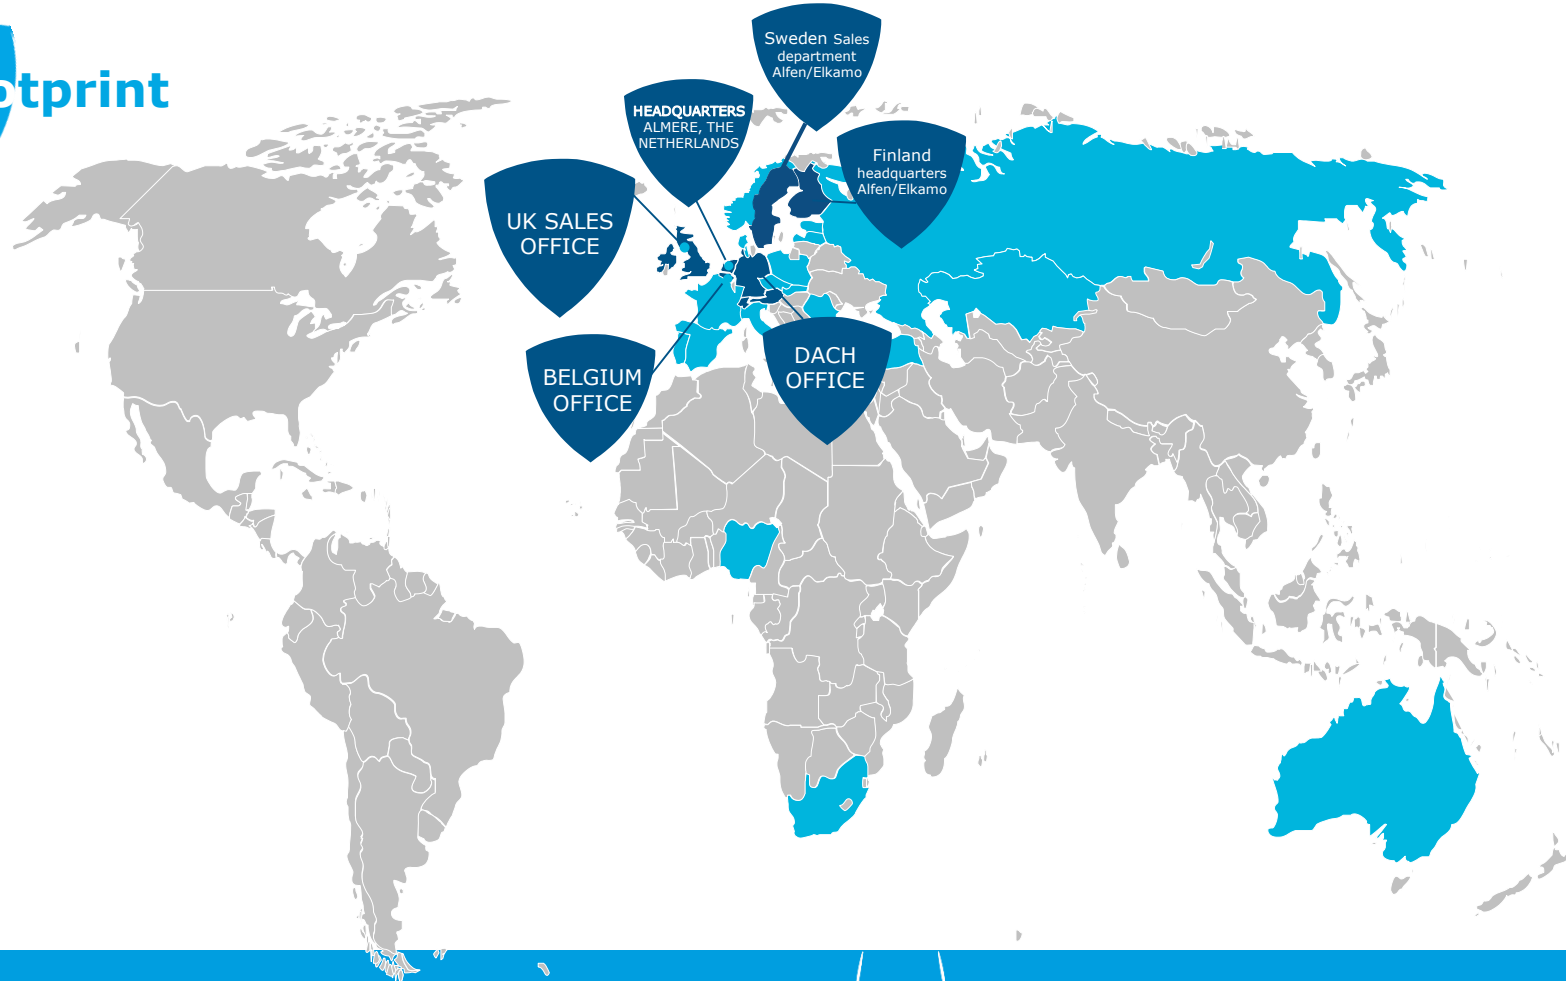 otprint
Sweden Sales
department
Alfen/Elkamo
HEADQUARTERS
ALMERE, THE
NETHERLANDS
Finland
headquarters
Alfen/Elkamo
UK SALES
OFFICE
BELGIUM
OFFICE
DACH
OFFICE